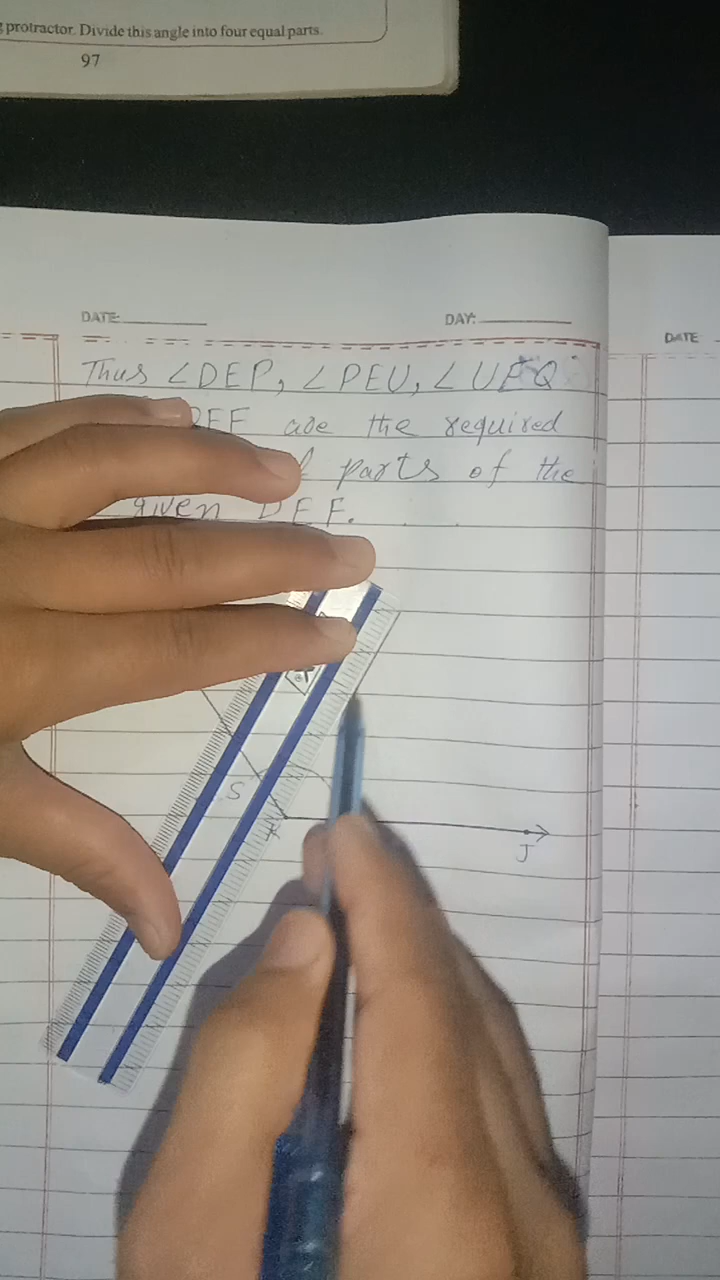 protractor. Divide this angle into four equal parts.
97
DATE:
DAY:
DATE
Thus ∠DEP, ∠PEU, ∠UEQ
are the required
parts of the
given DEF.
S
J